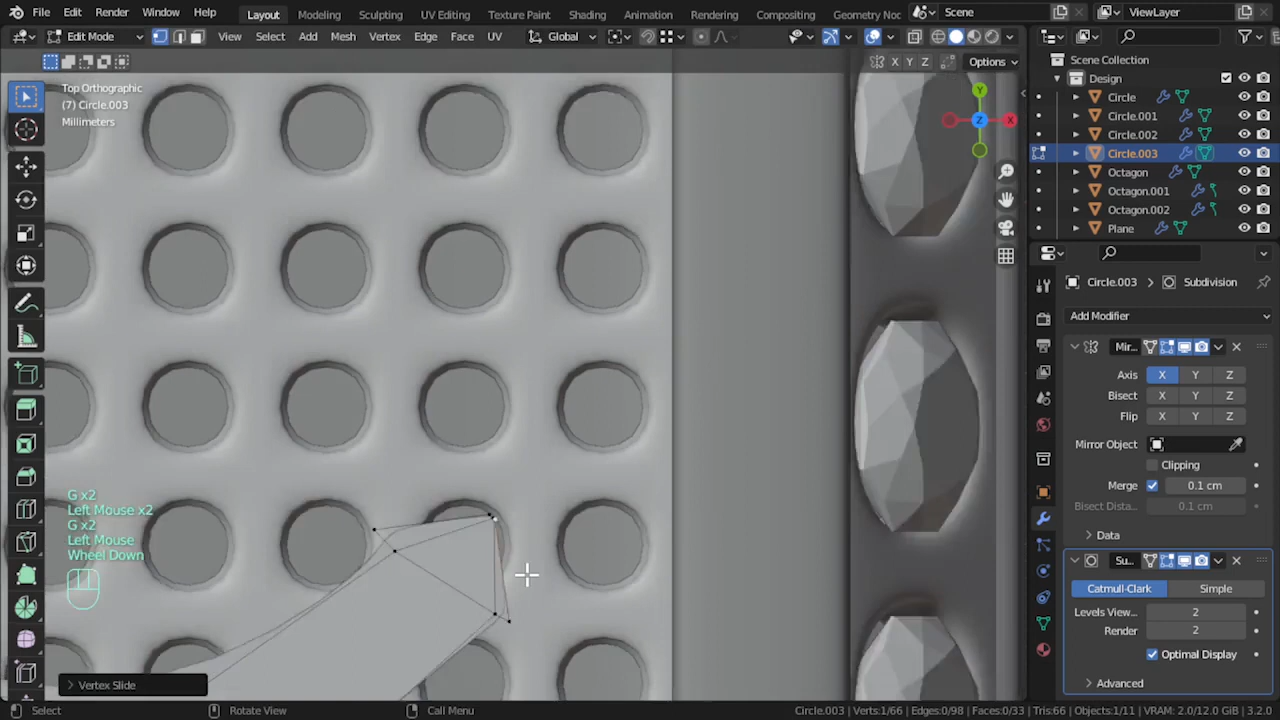 File Edit Render Window Help Layout Modeling Sculpting UV Editing Texture Paint Shading Animation Rendering Compositing Geometry Noc Scene ViewLayer
Edit Mode View Select Add Mesh Vertex Edge Face UV Global
X Y Z Options
Scene Collection
Design
Circle
Circle.001
Circle.002
Circle.003
Octagon
Octagon.001
Octagon.002
Plane
Top Orthographic
(7) Circle.003
Millimeters
Y
Z
X
Circle.003 > Subdivision
Add Modifier
Mir...
Axis X Y Z
Bisect X Y Z
Flip X Y Z
Mirror Object
Clipping
Merge 0.1 cm
Bisect Dis... 0.1 cm
Data
Su...
Catmull-Clark Simple
Levels View... 2
Render 2
Optimal Display
Advanced
G x2
Left Mouse x2
G x2
Left Mouse
Wheel Down
Vertex Slide
Select Rotate View Call Menu Circle.003 | Verts:1/66 | Edges:0/98 | Faces:0/33 | Tris:66 | Objects:1/11 | VRAM: 2.0/12.0 GiB | 3.2.0